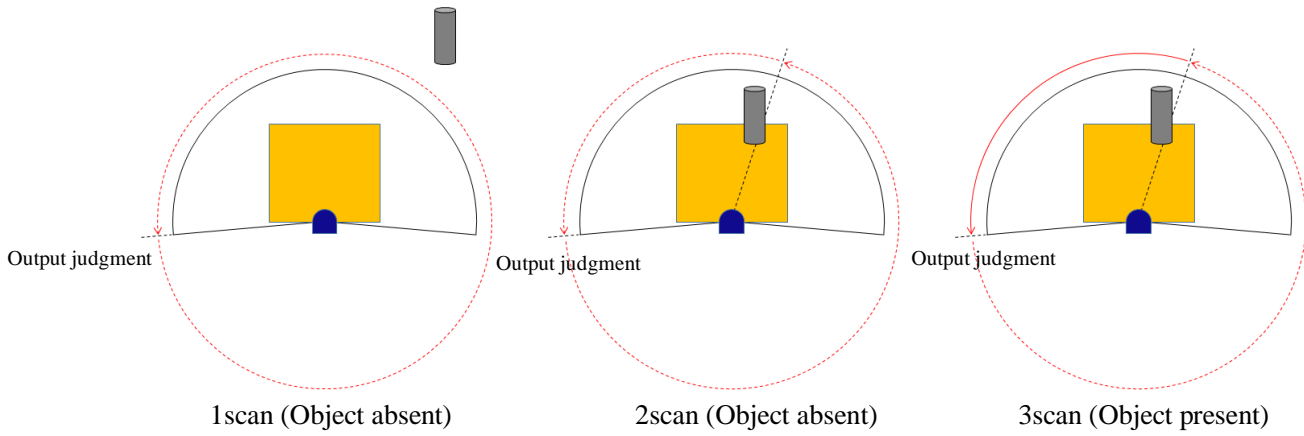 Output judgment
1scan (Object absent)
Output judgment
2scan (Object absent)
Output judgment
3scan (Object present)